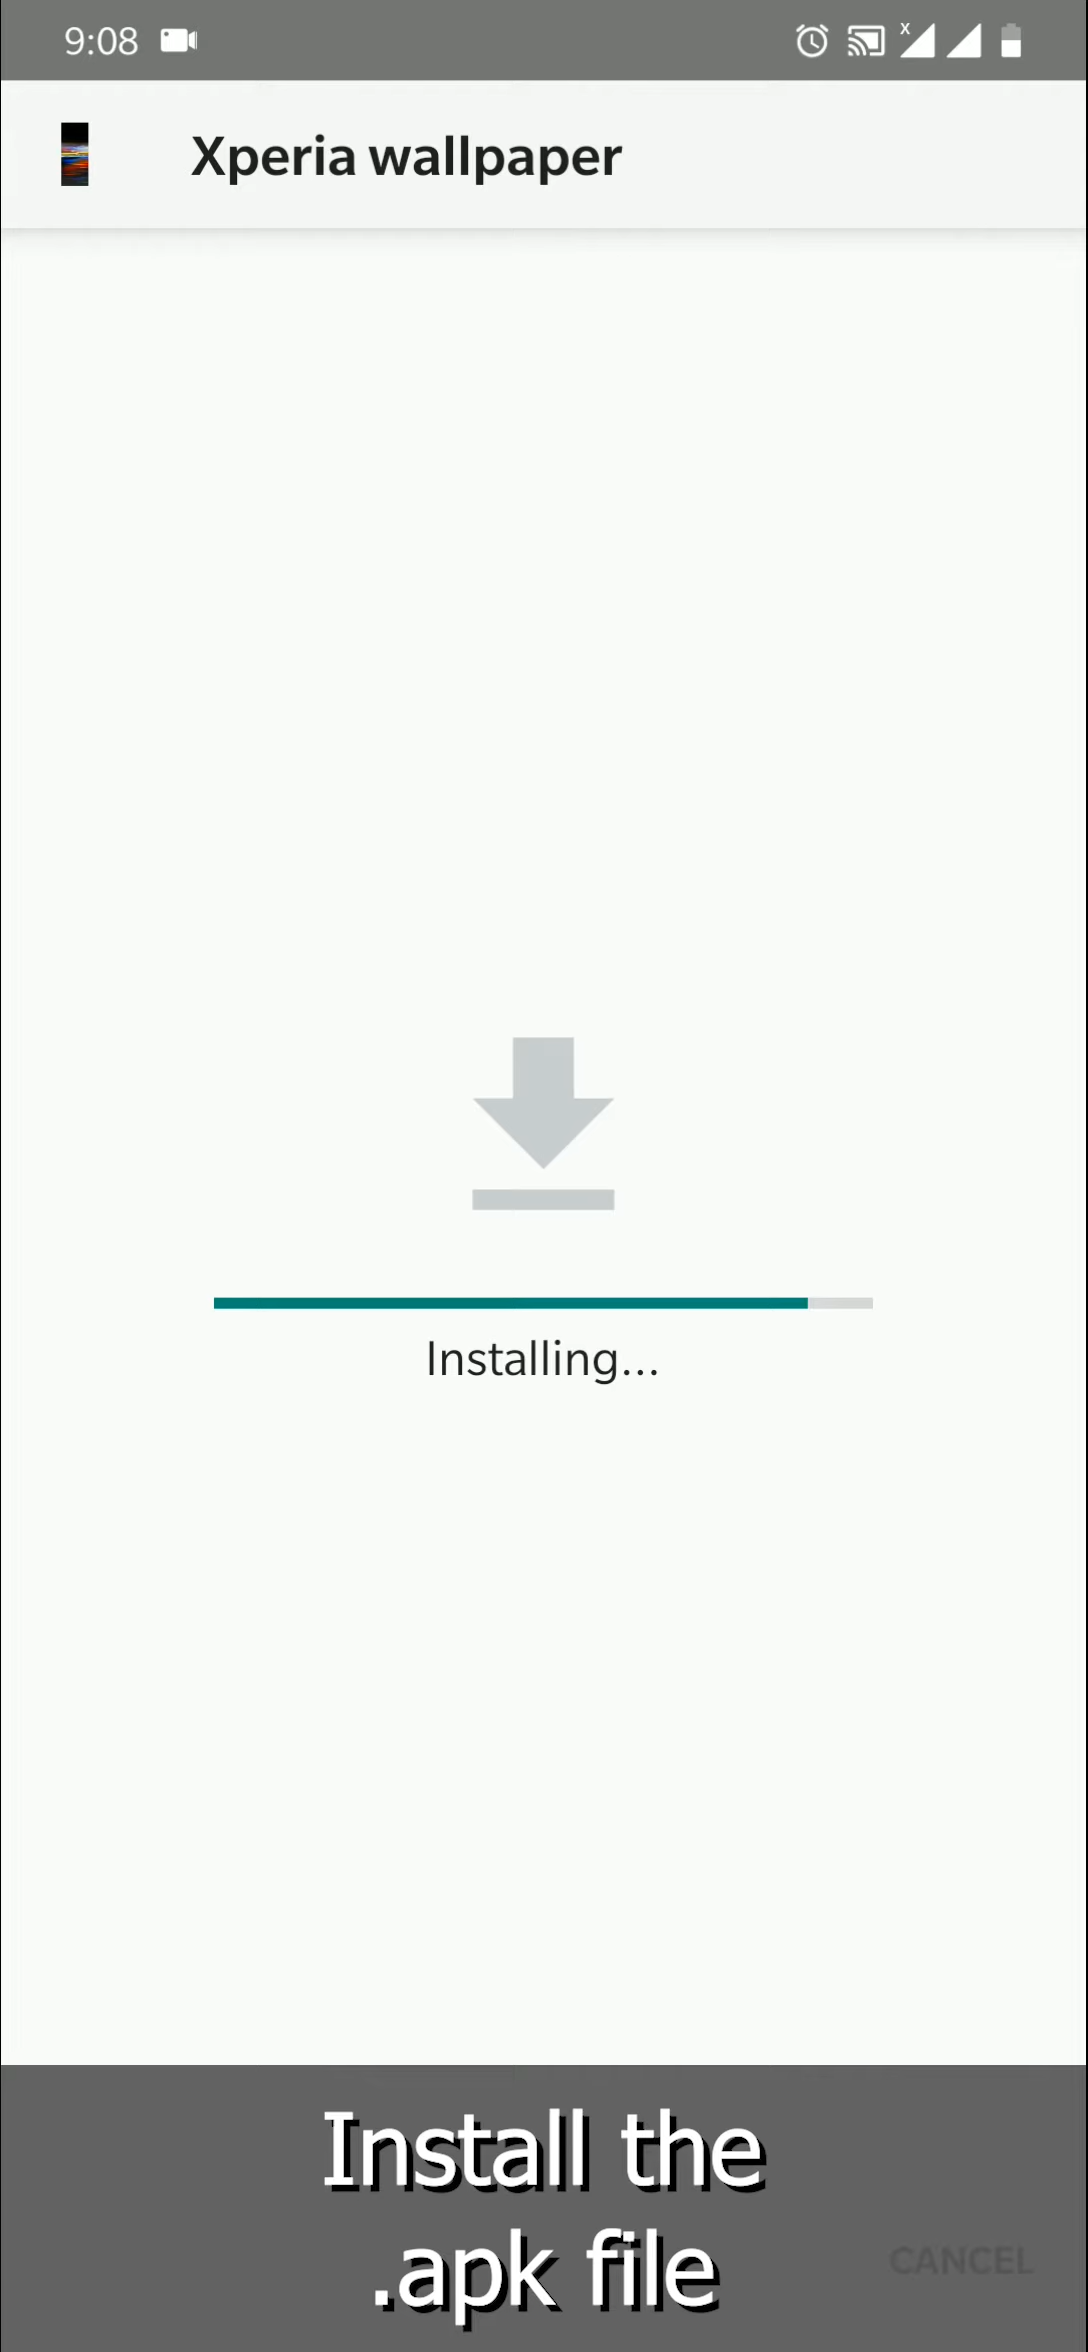 9:08
x
Xperia wallpaper
Installing...
Install the
.apk file
CANCEL